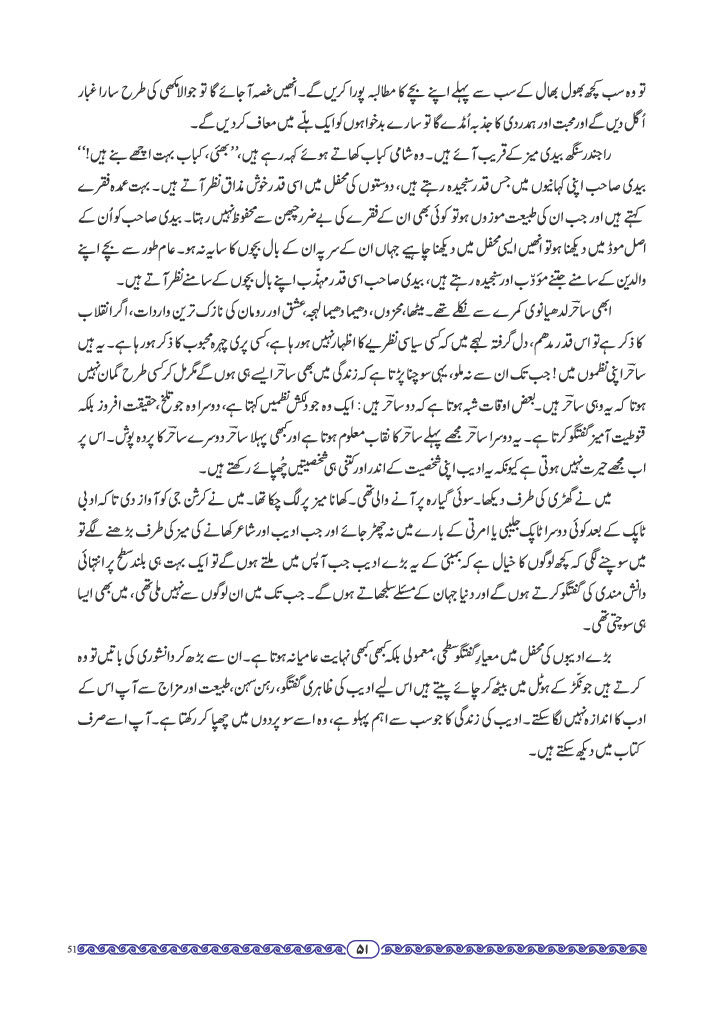 تو وہ سب کچھ بھول بھال کے سب سے پہلے اپنے بچے کا مطالبہ پورا کریں گے۔ انھیں غصہ آجائے گا تو جوالا مکھی کی طرح سارا غبار
اُگل دیں گے اور محبت اور ہمدردی کا جذبہ اُمڈے گا تو سارے بدخواہوں کو ایک ہلّے میں معاف کردیں گے۔
راجندر سنگھ بیدی میز کے قریب آئے ہیں۔ وہ شامی کباب کھاتے ہوئے کہہ رہے ہیں، ”بھئی، کباب بہت اچھے بنے ہیں!“
بیدی صاحب اپنی کہانیوں میں جس قدر سنجیدہ رہتے ہیں، دوستوں کی محفل میں اسی قدر خوش مذاق نظر آتے ہیں۔ بہت عمدہ فقرے
کہتے ہیں اور جب ان کی طبیعت موزوں ہو تو کوئی بھی ان کے فقرے کی بے ضرر چبھن سے محفوظ نہیں رہتا۔ بیدی صاحب کو اُن کے
اصل موڈ میں دیکھنا ہو تو انھیں ایسی محفل میں دیکھنا چاہیے جہاں ان کے سر پہ ان کے بال بچوں کا سایہ نہ ہو۔ عام طور سے بچے اپنے
والدین کے سامنے جتنے مؤدّب اور سنجیدہ رہتے ہیں، بیدی صاحب اسی قدر مہذّب اپنے بال بچوں کے سامنے نظر آتے ہیں۔
ابھی ساحؔر لدھیانوی کمرے سے نکلے تھے۔ میٹھا، محزوں، دھیما دھیما لہجہ، عشق اور رومان کی نازک ترین واردات، اگر انقلاب
کا ذکر ہے تو اس قدر مدھم، دل گرفتہ لہجے میں کہ کسی سیاسی نظریے کا اظہار نہیں ہو رہا ہے، کسی پری چہرہ محبوب کا ذکر ہو رہا ہے۔ یہ ہیں
ساحؔر اپنی نظموں میں! جب تک ان سے نہ ملو، یہی سوچنا پڑتا ہے کہ زندگی میں بھی ساحؔر ایسے ہی ہوں گے مگر مل کر کسی طرح گمان نہیں
ہوتا کہ یہ وہی ساحؔر ہیں۔ بعض اوقات شبہ ہوتا ہے کہ دو ساحؔر ہیں : ایک وہ جو دلکش نظمیں کہتا ہے، دوسرا وہ جو تلخ، حقیقت افروز بلکہ
قنوطیت آمیز گفتگو کرتا ہے۔ یہ دوسرا ساحؔر مجھے پہلے ساحؔر کا نقاب معلوم ہوتا ہے اور کبھی پہلا ساحؔر دوسرے ساحؔر کا پردہ پوش۔ اس پر
اب مجھے حیرت نہیں ہوتی ہے کیونکہ یہ ادیب اپنی شخصیت کے اندر اور کتنی ہی شخصیتیں چُھپائے رکھتے ہیں۔
میں نے گھڑی کی طرف دیکھا۔ سوئی گیارہ پر آنے والی تھی۔ کھانا میز پر لگ چکا تھا۔ میں نے کرشن جی کو آواز دی تا کہ ادبی
ٹاپک کے بعد کوئی دوسرا ٹاپک جلیبی یا امرتی کے بارے میں نہ چھڑ جائے اور جب ادیب اور شاعر کھانے کی میز کی طرف بڑھنے لگے تو
میں سوچنے لگی کہ کچھ لوگوں کا خیال ہے کہ بمبئی کے یہ بڑے ادیب جب آپس میں ملتے ہوں گے تو ایک بہت ہی بلند سطح پر انتہائی
دانش مندی کی گفتگو کرتے ہوں گے اور دنیا جہان کے مسئلے سلجھاتے ہوں گے۔ جب تک میں ان لوگوں سے نہیں ملی تھی، میں بھی ایسا
ہی سوچتی تھی۔
بڑے ادیبوں کی محفل میں معیارِ گفتگو سطحی، معمولی بلکہ کبھی کبھی نہایت عامیانہ ہوتا ہے۔ ان سے بڑھ کر دانشوری کی باتیں تو وہ
کرتے ہیں جو نکّڑ کے ہوٹل میں بیٹھ کر چائے پیتے ہیں اس لیے ادیب کی ظاہری گفتگو، رہن سہن، طبیعت اور مزاج سے آپ اس کے
ادب کا اندازہ نہیں لگا سکتے۔ ادیب کی زندگی کا جو سب سے اہم پہلو ہے، وہ اسے سو پردوں میں چھپا کر رکھتا ہے۔ آپ اسے صرف
کتاب میں دیکھ سکتے ہیں۔
۵۱
51